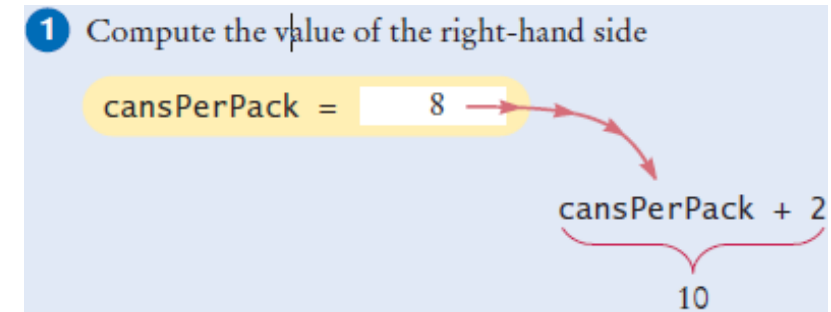 1 Compute the value of the right-hand side
cansPerPack = 8
cansPerPack + 2
10